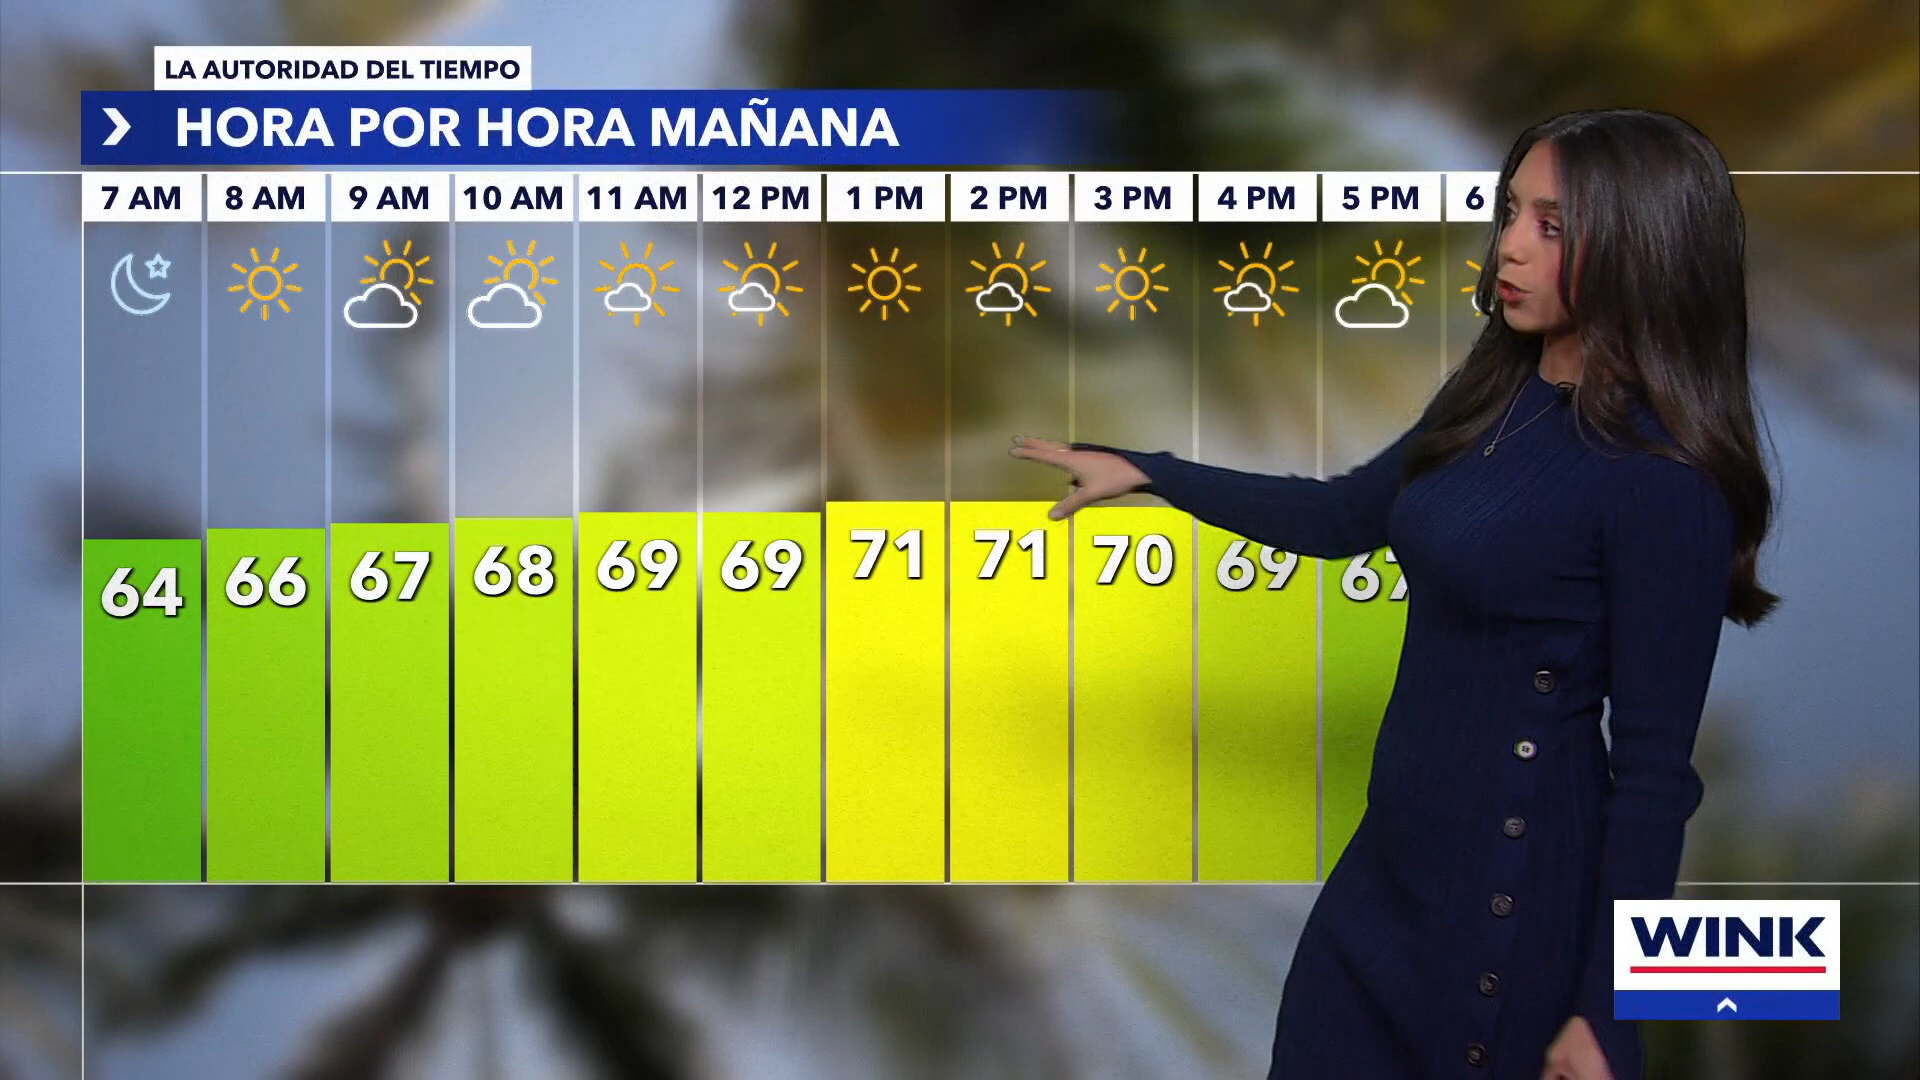 LA AUTORIDAD DEL TIEMPO
HORA POR HORA MAÑANA
7 AM 8 AM 9 AM 10 AM 11 AM 12 PM 1 PM 2 PM 3 PM 4 PM 5 PM 6
64 66 67 68 69 69 71 71 70 69 67
WINK